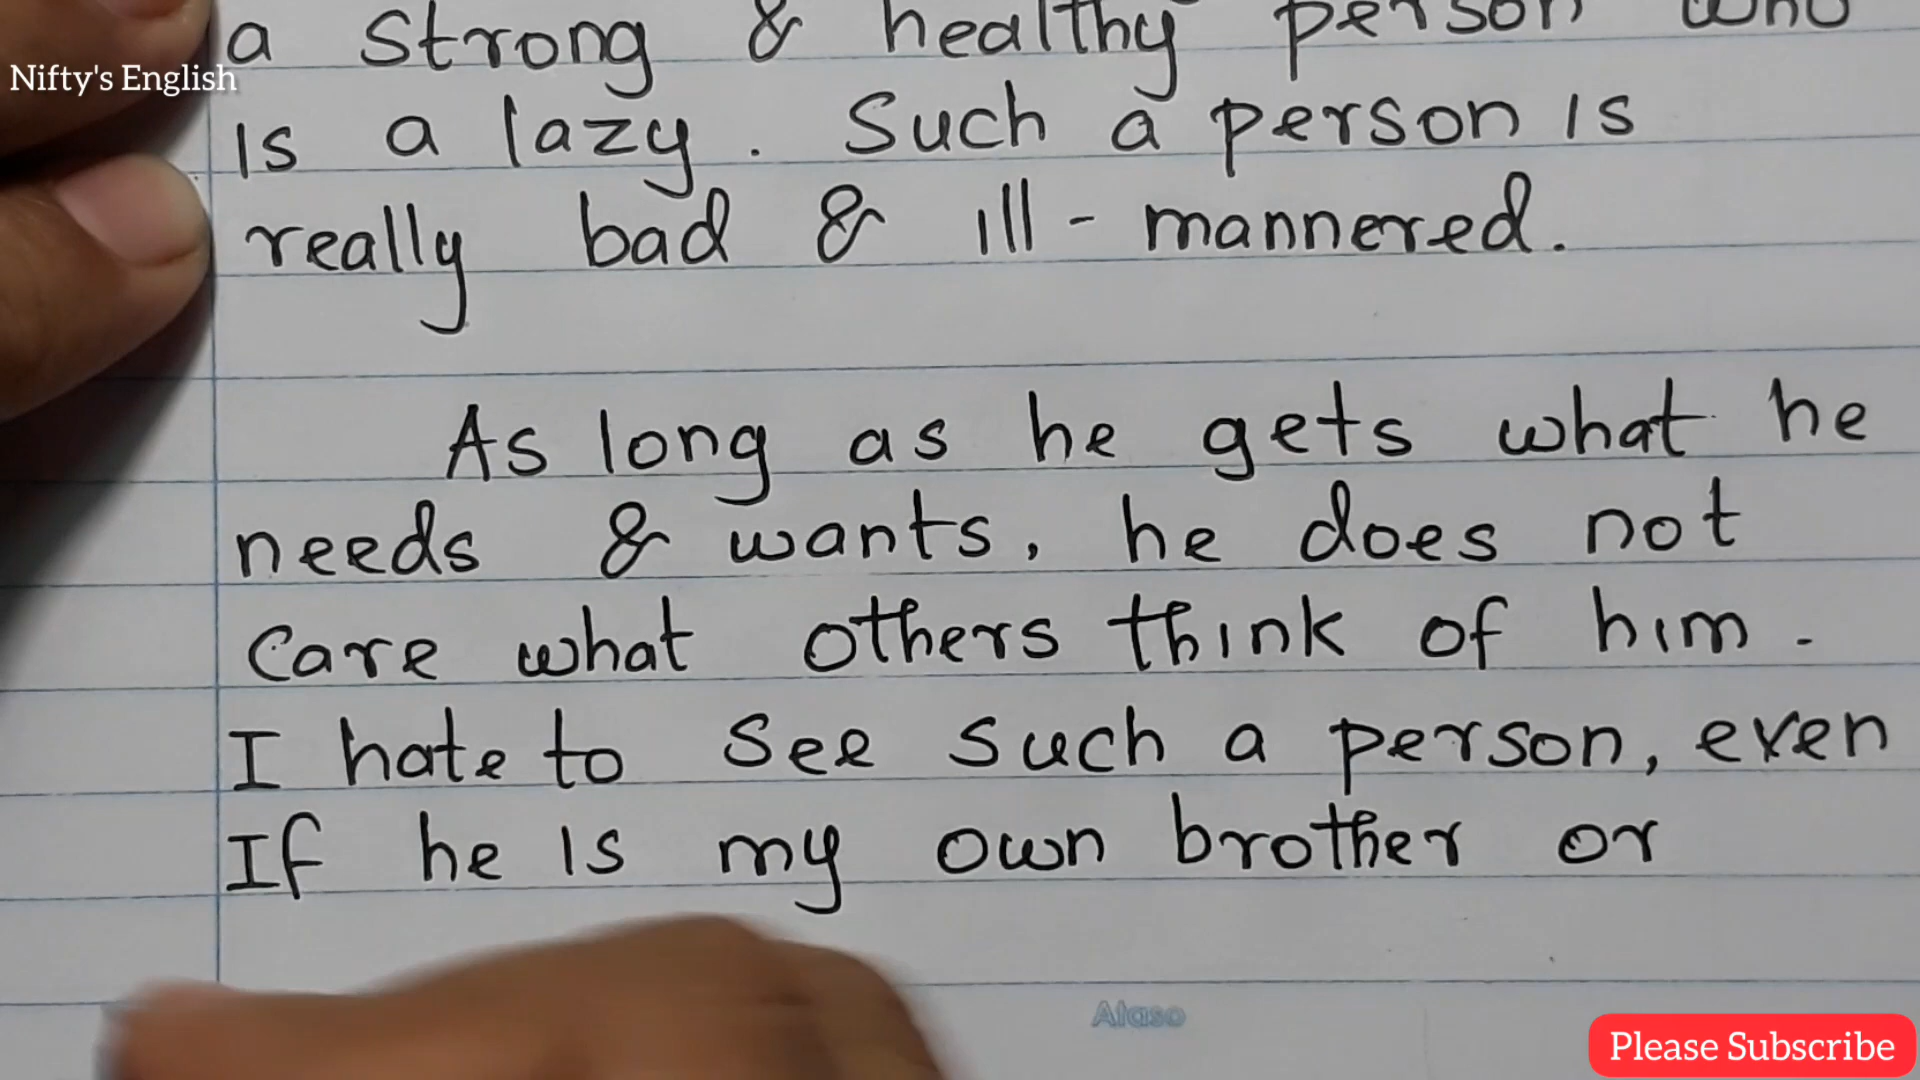 a strong & healthy person who
Nifty's English
is a lazy. Such a person is
really bad & ill-mannered.
As long as he gets what he
needs & wants, he does not
care what others think of him.
I hate to see such a person, even
If he is my own brother or
Please Subscribe